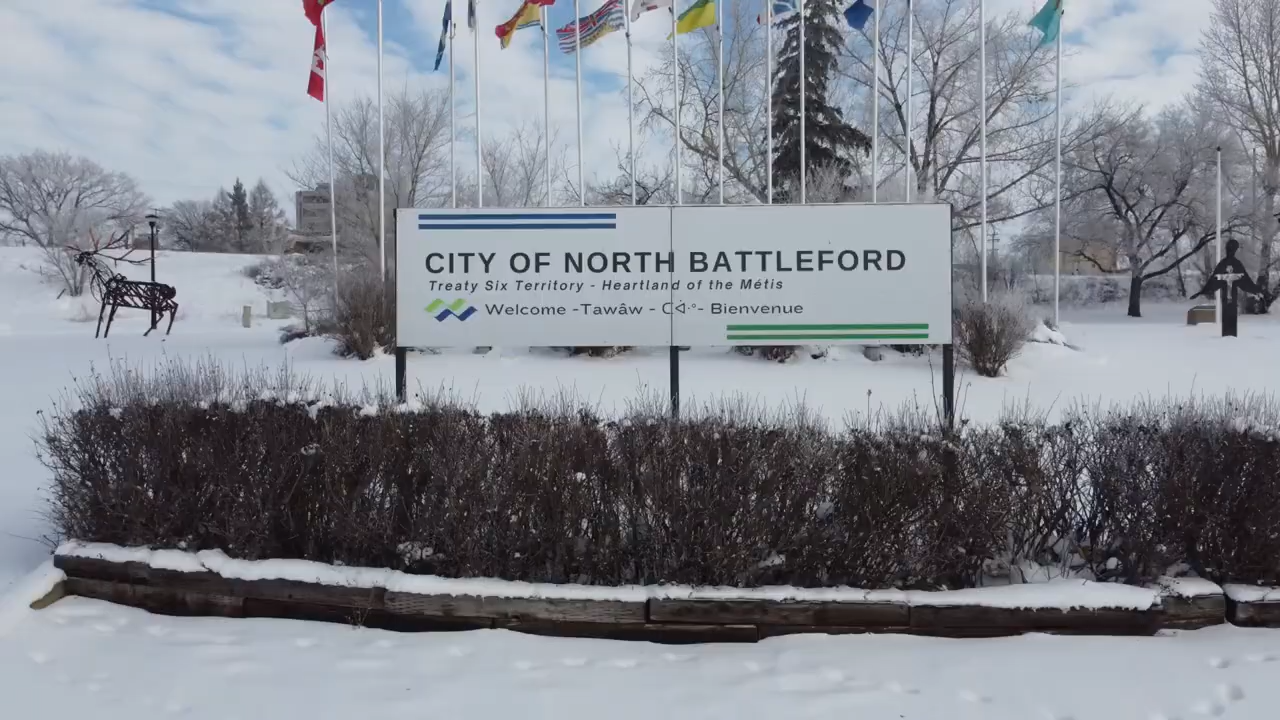 CITY OF NORTH BATTLEFORD
Treaty Six Territory - Heartland of the Métis
Welcome -Tawâw - ᑕᐚᐤ- Bienvenue